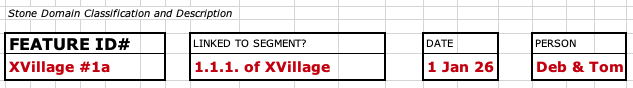 Stone Domain Classification and Description
FEATURE ID# LINKED TO SEGMENT? DATE PERSON
XVillage #1a 1.1.1. of XVillage 1 Jan 26 Deb & Tom